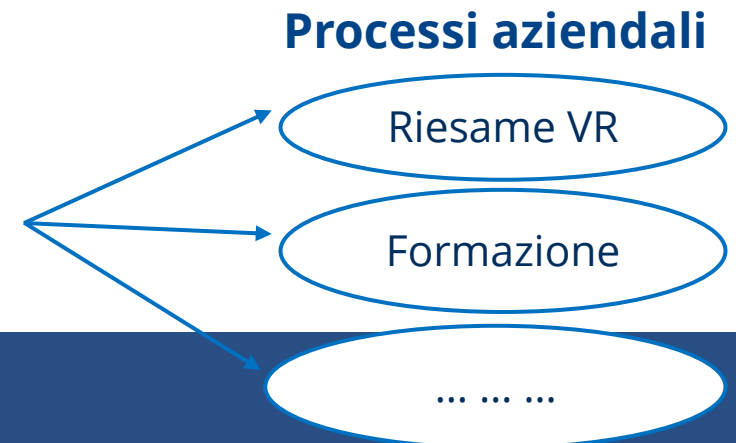 Processi aziendali
Riesame VR
Formazione
... ... ...